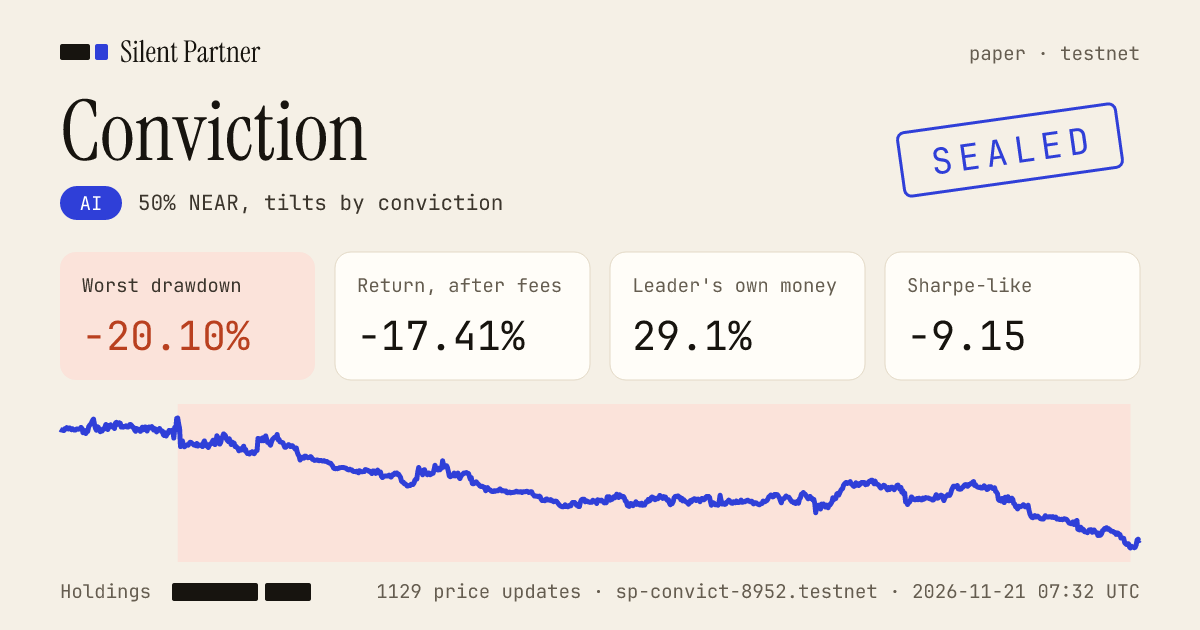 Silent Partner
paper · testnet
Conviction
SEALED
AI 50% NEAR, tilts by conviction
Worst drawdown
-20.10%
Return, after fees
-17.41%
Leader's own money
29.1%
Sharpe-like
-9.15
Holdings
1129 price updates · sp-convict-8952.testnet · 2026-11-21 07:32 UTC